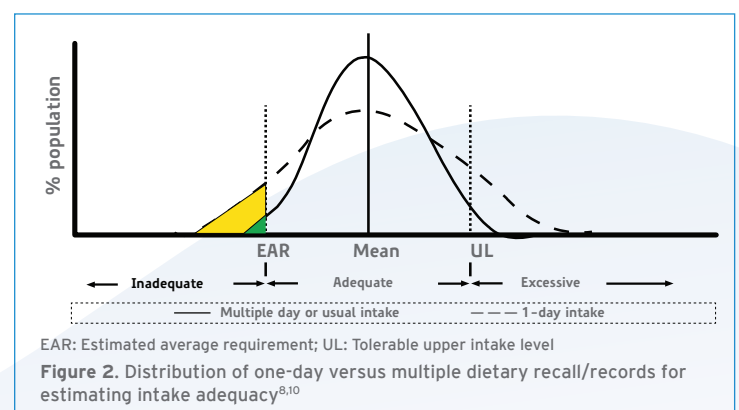 % population
EAR Mean UL
Inadequate Adequate Excessive
Multiple day or usual intake 1-day intake
EAR: Estimated average requirement; UL: Tolerable upper intake level
Figure 2. Distribution of one-day versus multiple dietary recall/records for
estimating intake adequacy8,10